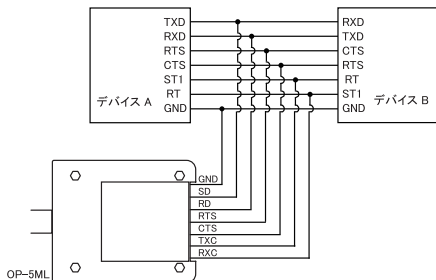 TXD
RXD
RTS
CTS
ST1
RT
GND
デバイス A
RXD
TXD
CTS
RTS
RT
ST1
GND
デバイス B
GND
SD
RD
RTS
CTS
TXC
RXC
OP-5ML